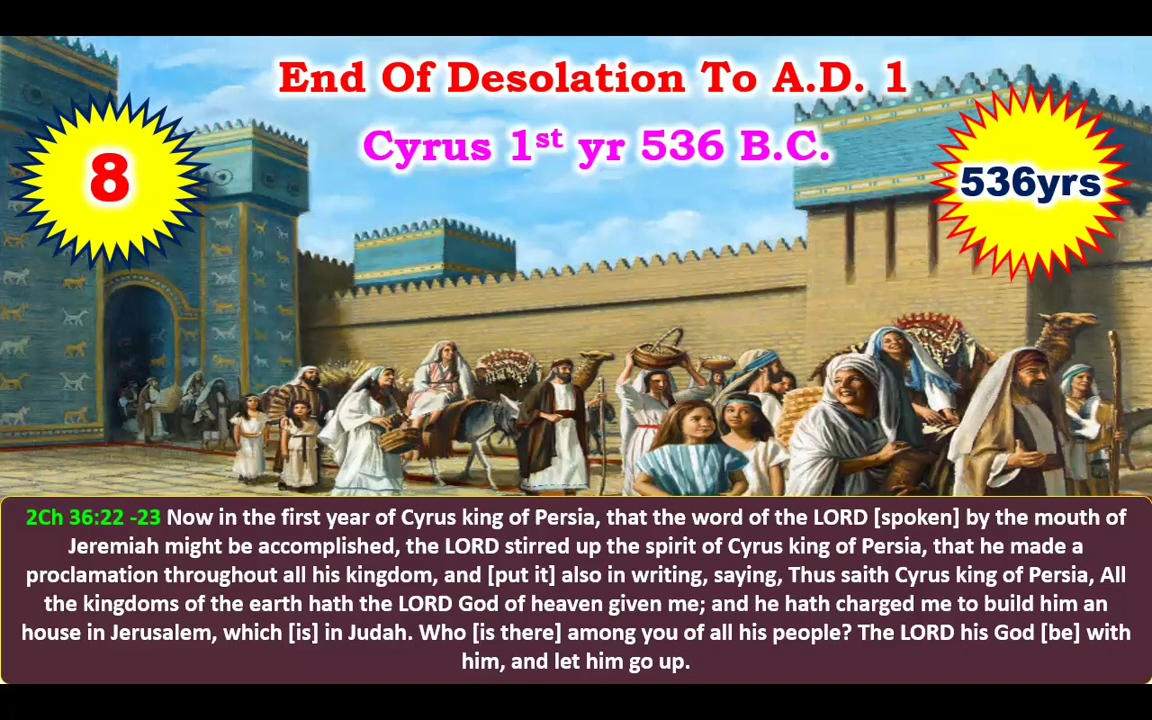 End Of Desolation To A.D. 1
Cyrus 1st yr 536 B.C.
8
536yrs
2Ch 36:22 -23 Now in the first year of Cyrus king of Persia, that the word of the LORD [spoken] by the mouth of
Jeremiah might be accomplished, the LORD stirred up the spirit of Cyrus king of Persia, that he made a
proclamation throughout all his kingdom, and [put it] also in writing, saying, Thus saith Cyrus king of Persia, All
the kingdoms of the earth hath the LORD God of heaven given me; and he hath charged me to build him an
house in Jerusalem, which [is] in Judah. Who [is there] among you of all his people? The LORD his God [be] with
him, and let him go up.